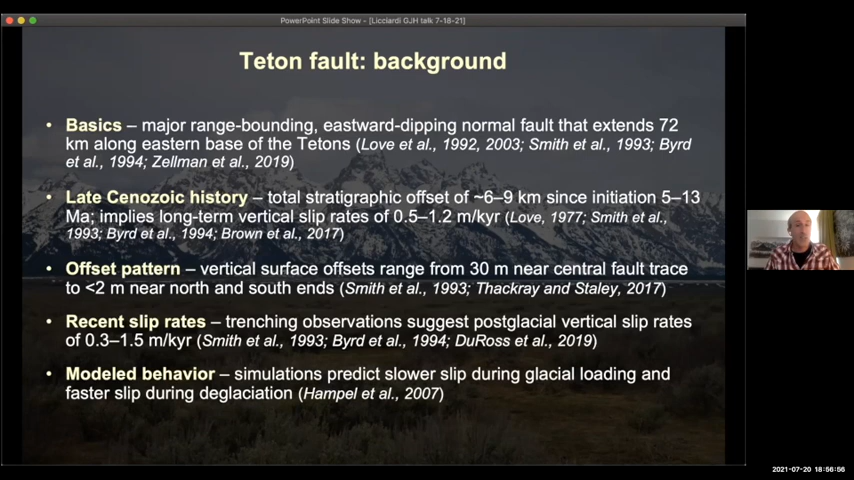 PowerPoint Slide Show - [Licciardi GJH talk 7-18-21]
Teton fault: background
• Basics – major range-bounding, eastward-dipping normal fault that extends 72
km along eastern base of the Tetons (Love et al., 1992, 2003; Smith et al., 1993; Byrd
et al., 1994; Zellman et al., 2019)
• Late Cenozoic history – total stratigraphic offset of ~6–9 km since initiation 5–13
Ma; implies long-term vertical slip rates of 0.5–1.2 m/kyr (Love, 1977; Smith et al.,
1993; Byrd et al., 1994; Brown et al., 2017)
• Offset pattern – vertical surface offsets range from 30 m near central fault trace
to <2 m near north and south ends (Smith et al., 1993; Thackray and Staley, 2017)
• Recent slip rates – trenching observations suggest postglacial vertical slip rates
of 0.3–1.5 m/kyr (Smith et al., 1993; Byrd et al., 1994; DuRoss et al., 2019)
• Modeled behavior – simulations predict slower slip during glacial loading and
faster slip during deglaciation (Hampel et al., 2007)
2021-07-20 18:56:56